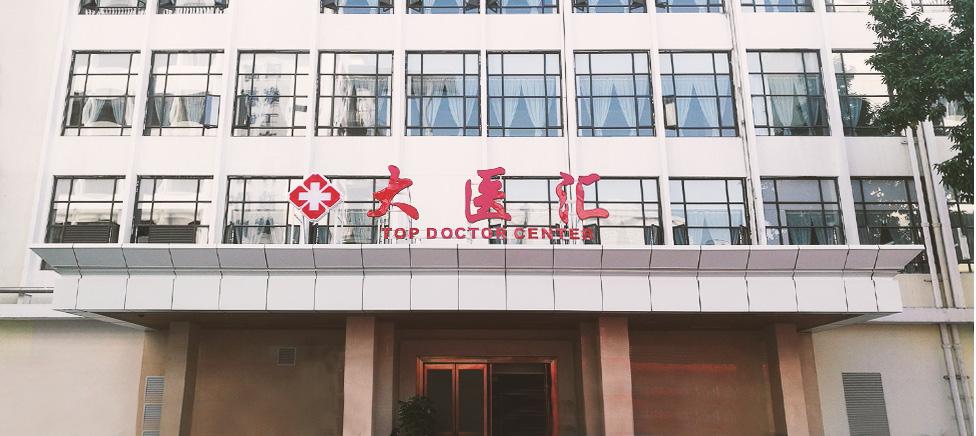 大医汇
TOP DOCTOR CENTER